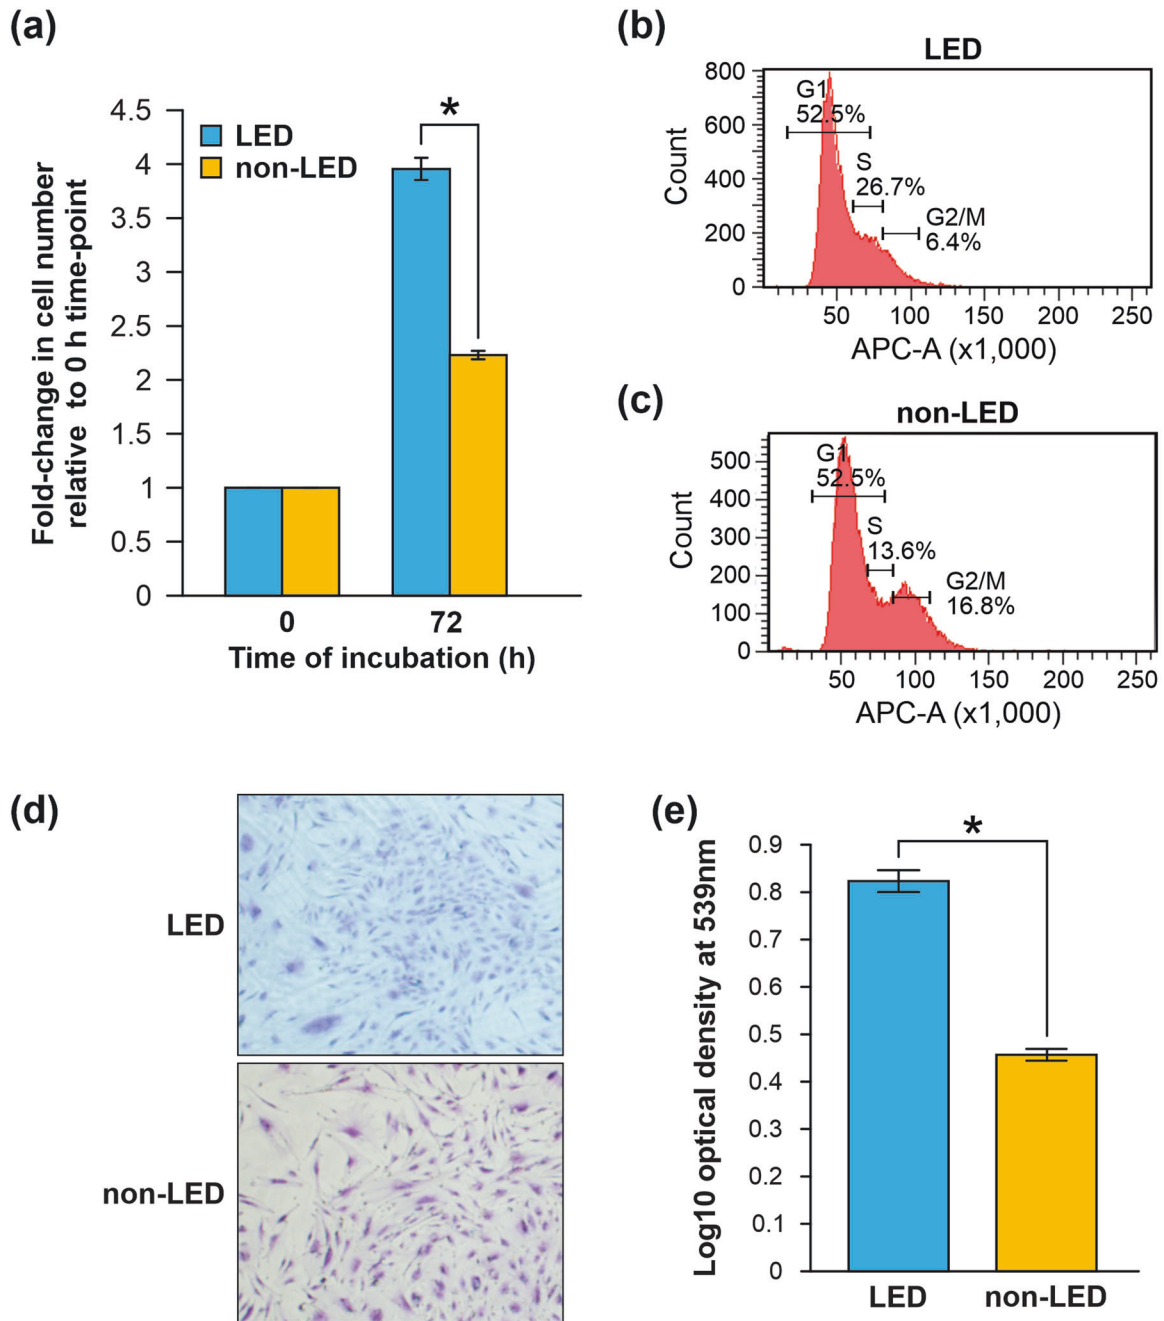 (a)
4.5
4
3.5
3
2.5
2
1.5
1
0.5
0
Fold-change in cell number
relative to 0 h time-point
LED
non-LED
*
0
72
Time of incubation (h)
(b)
LED
800
600
400
200
0
Count
G1
52.5%
S
26.7%
G2/M
6.4%
50
100
150
200
250
APC-A (x1,000)
(c)
non-LED
500
400
300
200
100
0
Count
G1
52.5%
S
13.6%
G2/M
16.8%
50
100
150
200
250
APC-A (x1,000)
(d)
LED
non-LED
(e)
0.9
0.8
0.7
0.6
0.5
0.4
0.3
0.2
0.1
0
Log10 optical density at 539nm
*
LED
non-LED